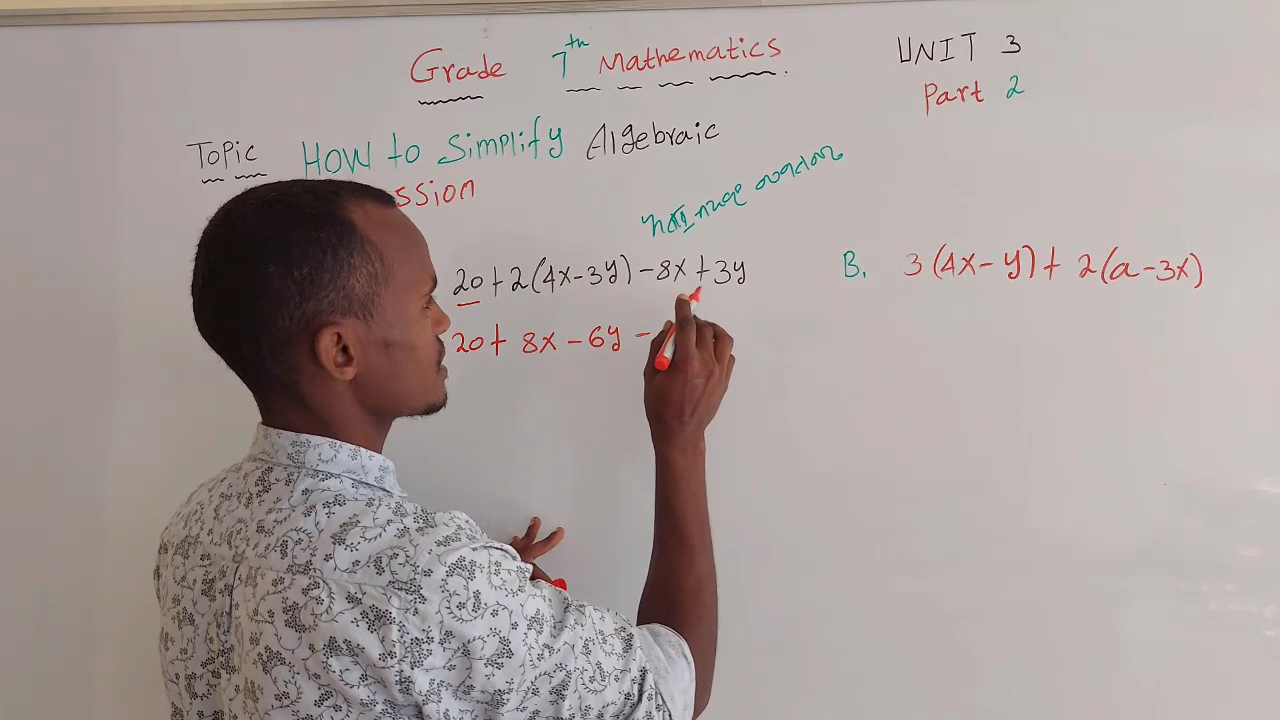 Grade 7th Mathematics
UNIT 3
Part 2
Topic How to Simplify Algebraic
ssion
20 + 2(4x - 3y) - 8x + 3y
20 + 8x - 6y -
B. 3(4x - y) + 2(a - 3x)